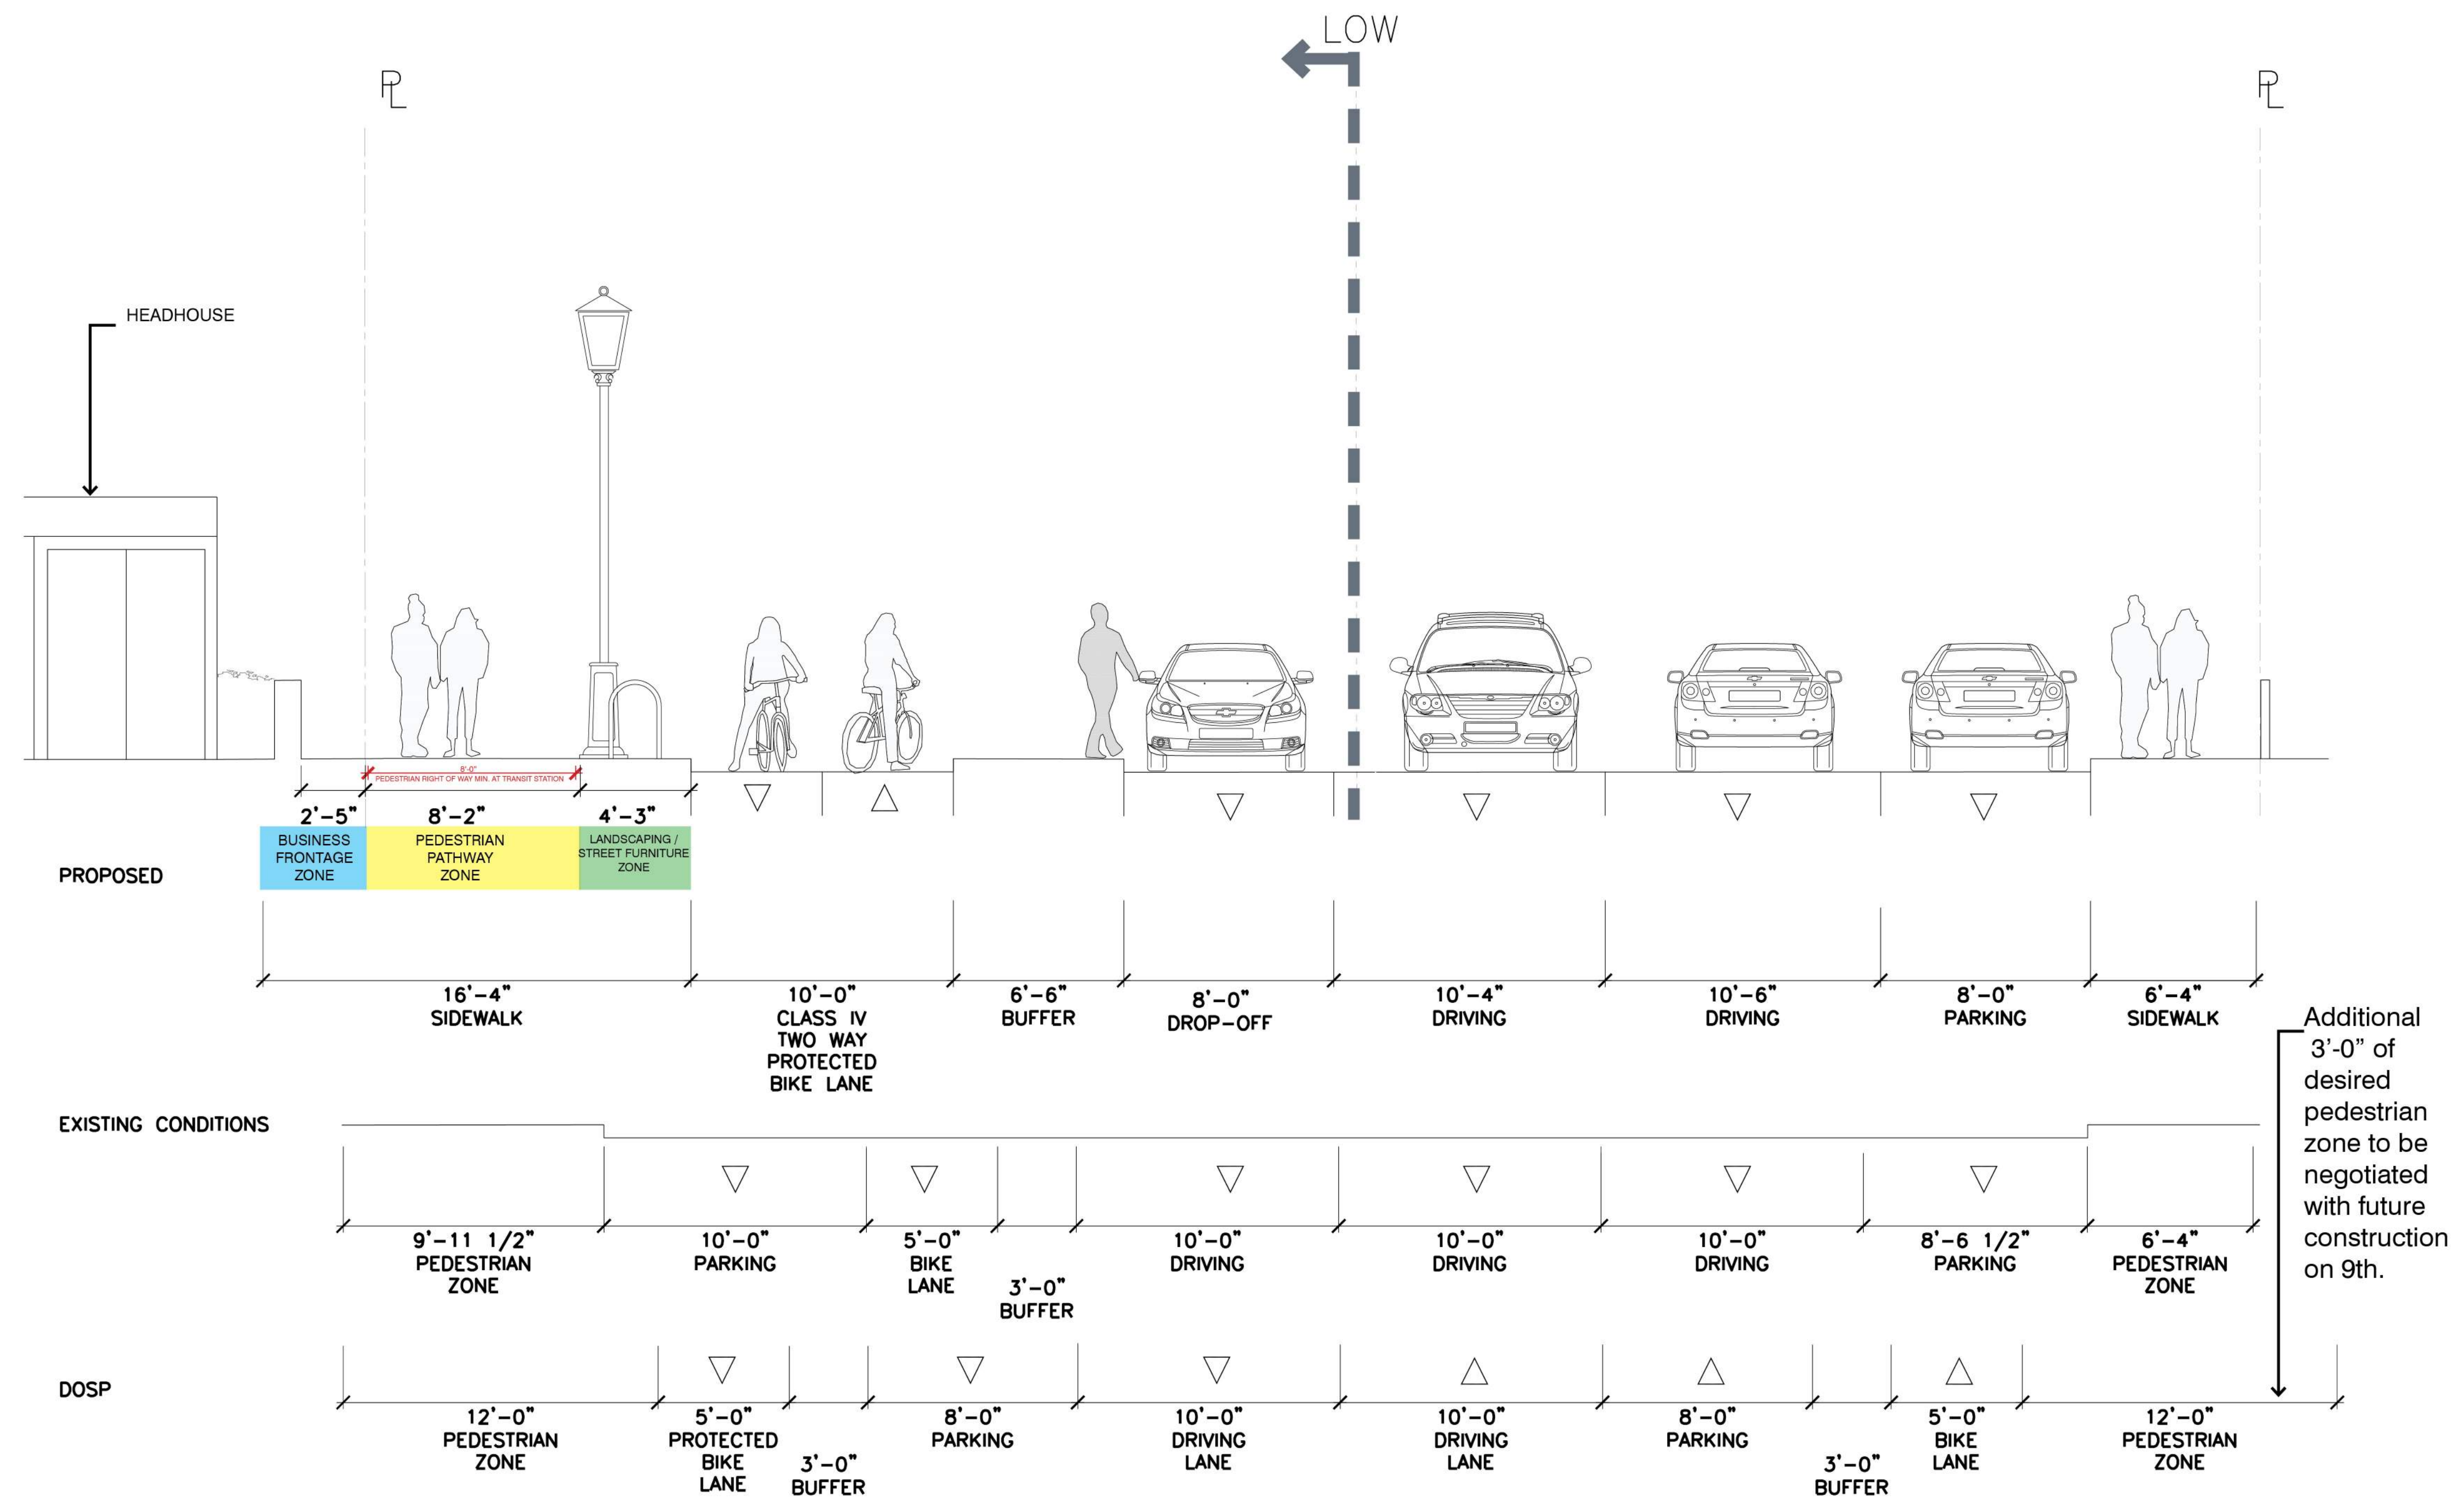 LOW
PL
PL
HEADHOUSE
8'-0"
PEDESTRIAN RIGHT OF WAY MIN. AT TRANSIT STATION
2'-5"
8'-2"
4'-3"
BUSINESS
FRONTAGE
ZONE
PEDESTRIAN
PATHWAY
ZONE
LANDSCAPING /
STREET FURNITURE
ZONE
PROPOSED
16'-4"
SIDEWALK
10'-0"
CLASS IV
TWO WAY
PROTECTED
BIKE LANE
6'-6"
BUFFER
8'-0"
DROP-OFF
10'-4"
DRIVING
10'-6"
DRIVING
8'-0"
PARKING
6'-4"
SIDEWALK
Additional
3'-0” of
desired
pedestrian
zone to be
negotiated
with future
construction
on 9th.
EXISTING CONDITIONS
9'-11 1/2"
PEDESTRIAN
ZONE
10'-0"
PARKING
5'-0"
BIKE
LANE
3'-0"
BUFFER
10'-0"
DRIVING
10'-0"
DRIVING
10'-0"
DRIVING
8'-6 1/2"
PARKING
6'-4"
PEDESTRIAN
ZONE
DOSP
12'-0"
PEDESTRIAN
ZONE
5'-0"
PROTECTED
BIKE
LANE
3'-0"
BUFFER
8'-0"
PARKING
10'-0"
DRIVING
LANE
10'-0"
DRIVING
LANE
8'-0"
PARKING
3'-0"
BUFFER
5'-0"
BIKE
LANE
12'-0"
PEDESTRIAN
ZONE